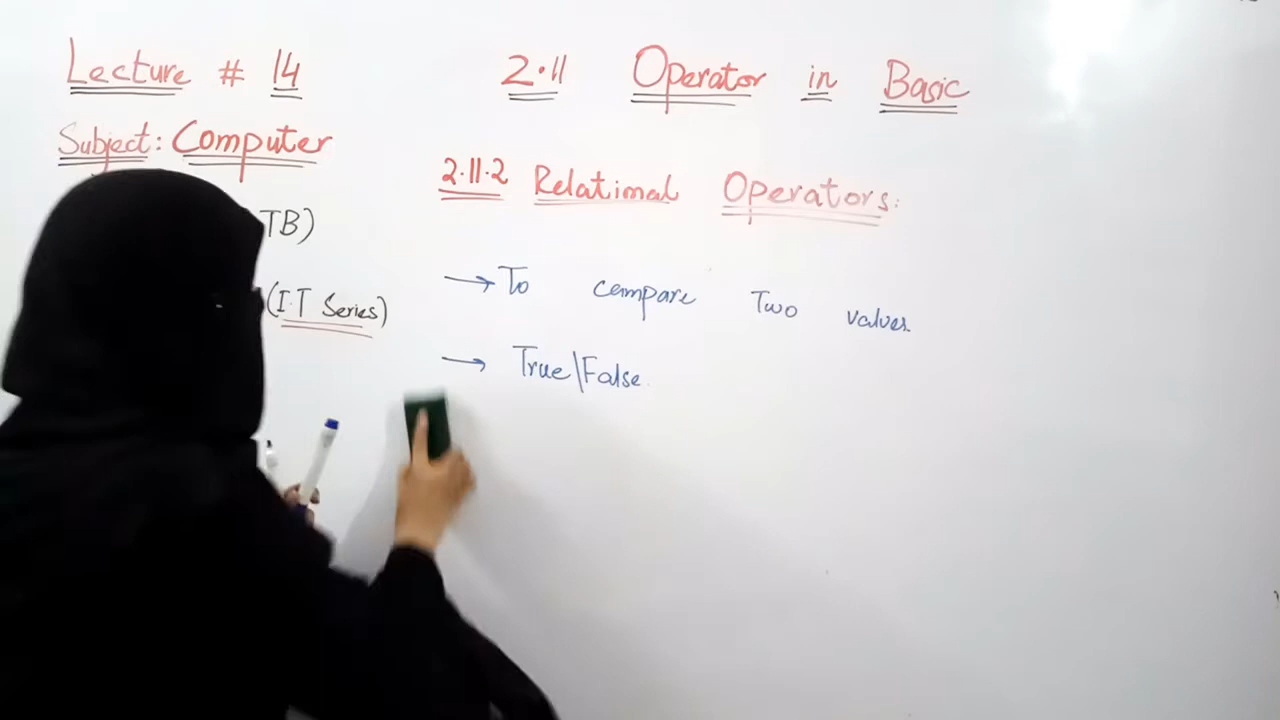 Lecture # 14
Subject: Computer
TB)
(I.T Series)
2.11 Operator in Basic
2.11.2 Relational Operators:
→ To compare Two values
→ True\False